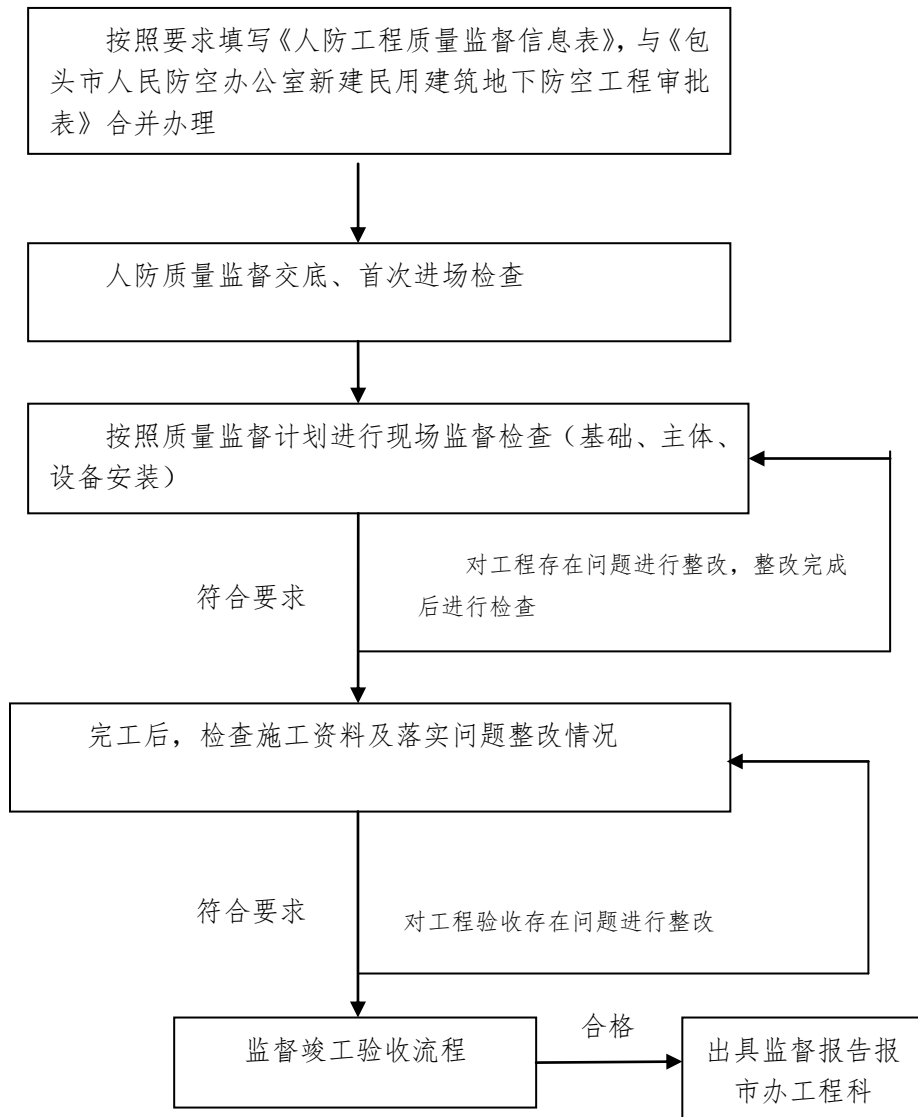 按照要求填写《人防工程质量监督信息表》，与《包
头市人民防空办公室新建民用建筑地下防空工程审批
表》合并办理
人防质量监督交底、首次进场检查
按照质量监督计划进行现场监督检查（基础、主体、
设备安装）
符合要求
对工程存在问题进行整改，整改完成
后进行检查
完工后，检查施工资料及落实问题整改情况
符合要求
对工程验收存在问题进行整改
监督竣工验收流程
合格
出具监督报告报
市办工程科